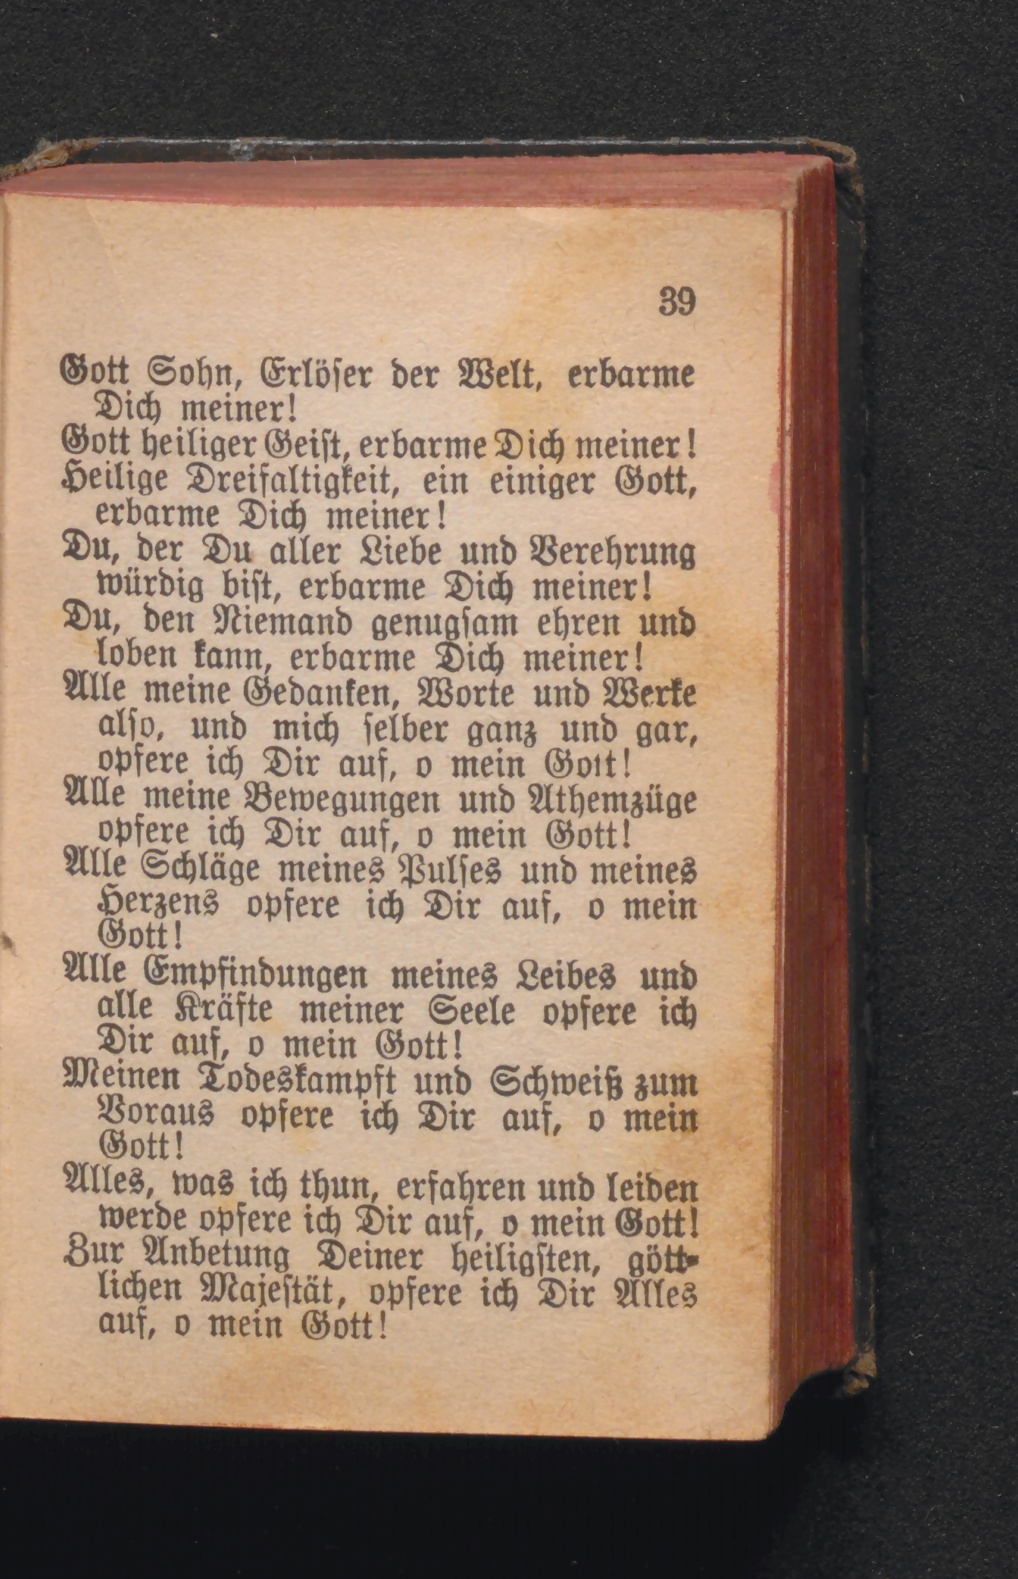 39
Gott Sohn, Erlöser der Welt, erbarme
Dich meiner!
Gott heiliger Geist, erbarme Dich meiner!
Heilige Dreifaltigkeit, ein einiger Gott,
erbarme Dich meiner!
Du, der Du aller Liebe und Verehrung
würdig bist, erbarme Dich meiner!
Du, den Niemand genugsam ehren und
loben kann, erbarme Dich meiner!
Alle meine Gedanken, Worte und Werke
also, und mich selber ganz und gar,
opfere ich Dir auf, o mein Gott!
Alle meine Bewegungen und Athemzüge
opfere ich Dir auf, o mein Gott!
Alle Schläge meines Pulses und meines
Herzens opfere ich Dir auf, o mein
Gott!
Alle Empfindungen meines Leibes und
alle Kräfte meiner Seele opfere ich
Dir auf, o mein Gott!
Meinen Todeskampft und Schweiß zum
Voraus opfere ich Dir auf, o mein
Gott!
Alles, was ich thun, erfahren und leiden
werde opfere ich Dir auf, o mein Gott!
Zur Anbetung Deiner heiligsten, gött-
lichen Majestät, opfere ich Dir Alles
auf, o mein Gott!